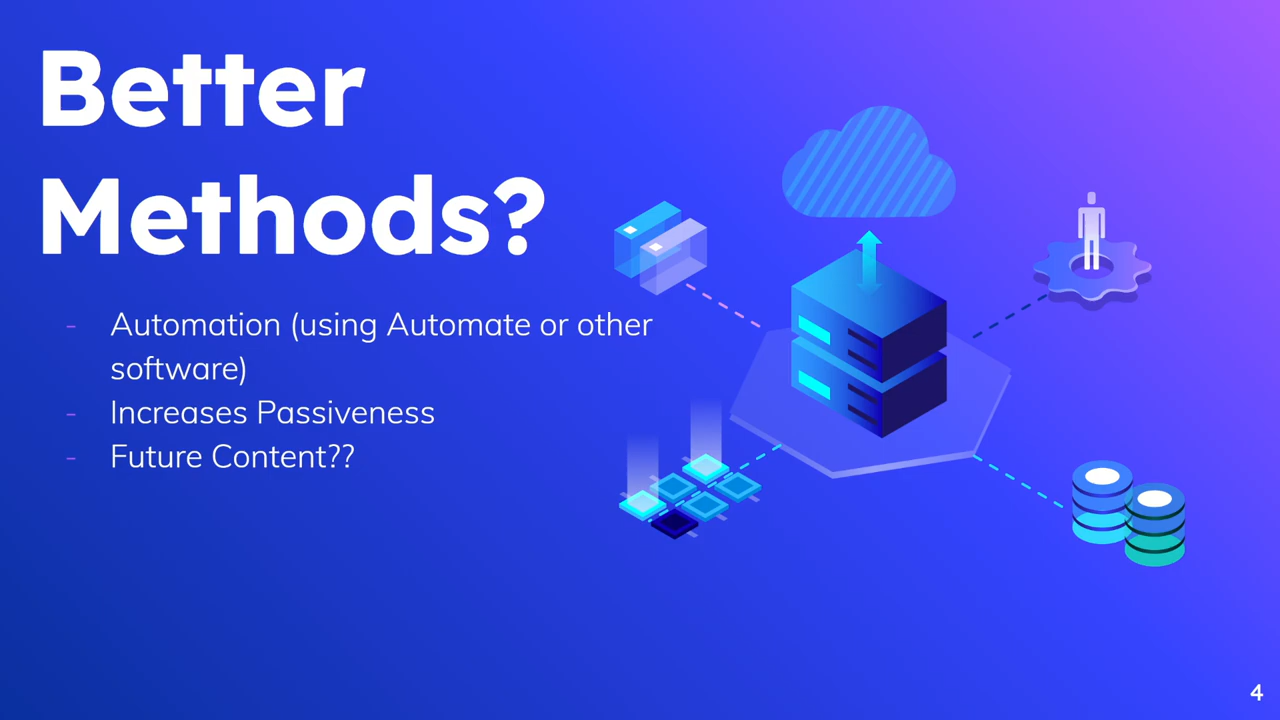 Better
Methods?
- Automation (using Automate or other
software)
- Increases Passiveness
- Future Content??
4